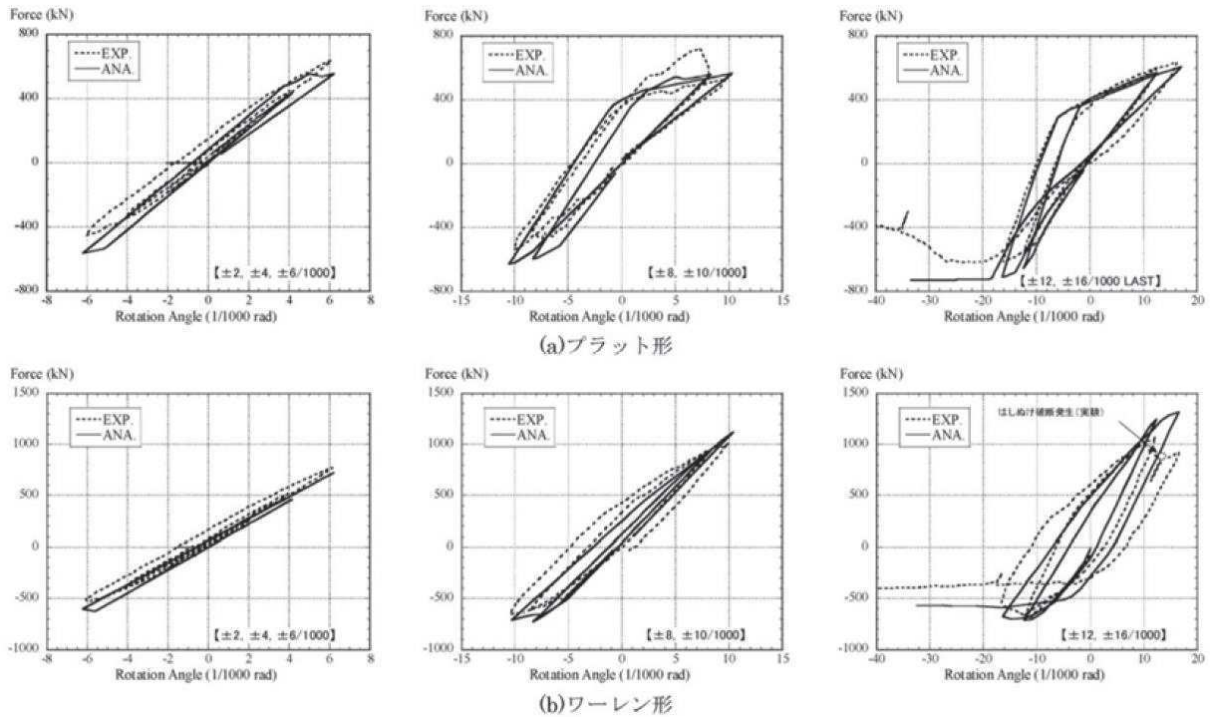 Force (kN)
800
400
0
-400
-800
EXP.
ANA.
【±2, ±4, ±6/1000】
-8 -6 -4 -2 0 2 4 6 8
Rotation Angle (1/1000 rad)
Force (kN)
800
400
0
-400
-800
EXP.
ANA.
【±8, ±10/1000】
-15 -10 -5 0 5 10 15
Rotation Angle (1/1000 rad)
Force (kN)
800
400
0
-400
-800
EXP.
ANA.
【±12, ±16/1000 LAST】
-40 -30 -20 -10 0 10 20
Rotation Angle (1/1000 rad)
(a)プラット形
Force (kN)
1500
1000
500
0
-500
-1000
EXP.
ANA.
【±2, ±4, ±6/1000】
-8 -6 -4 -2 0 2 4 6 8
Rotation Angle (1/1000 rad)
Force (kN)
1500
1000
500
0
-500
-1000
EXP.
ANA.
【±8, ±10/1000】
-15 -10 -5 0 5 10 15
Rotation Angle (1/1000 rad)
Force (kN)
1500
1000
500
0
-500
-1000
EXP.
ANA.
はしぬけ破断発生(実験)
【±12, ±16/1000】
-40 -30 -20 -10 0 10 20
Rotation Angle (1/1000 rad)
(b)ワーレン形